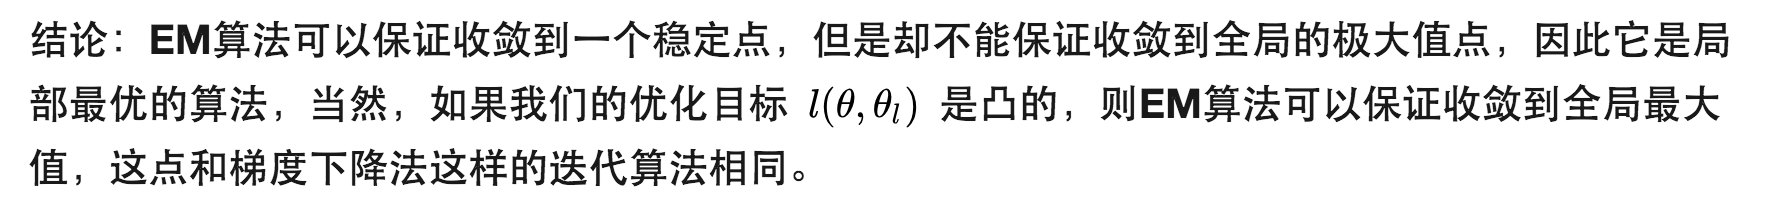 结论：EM算法可以保证收敛到一个稳定点，但是却不能保证收敛到全局的极大值点，因此它是局
部最优的算法，当然，如果我们的优化目标 l(θ, θ_l) 是凸的，则EM算法可以保证收敛到全局最大
值，这点和梯度下降法这样的迭代算法相同。